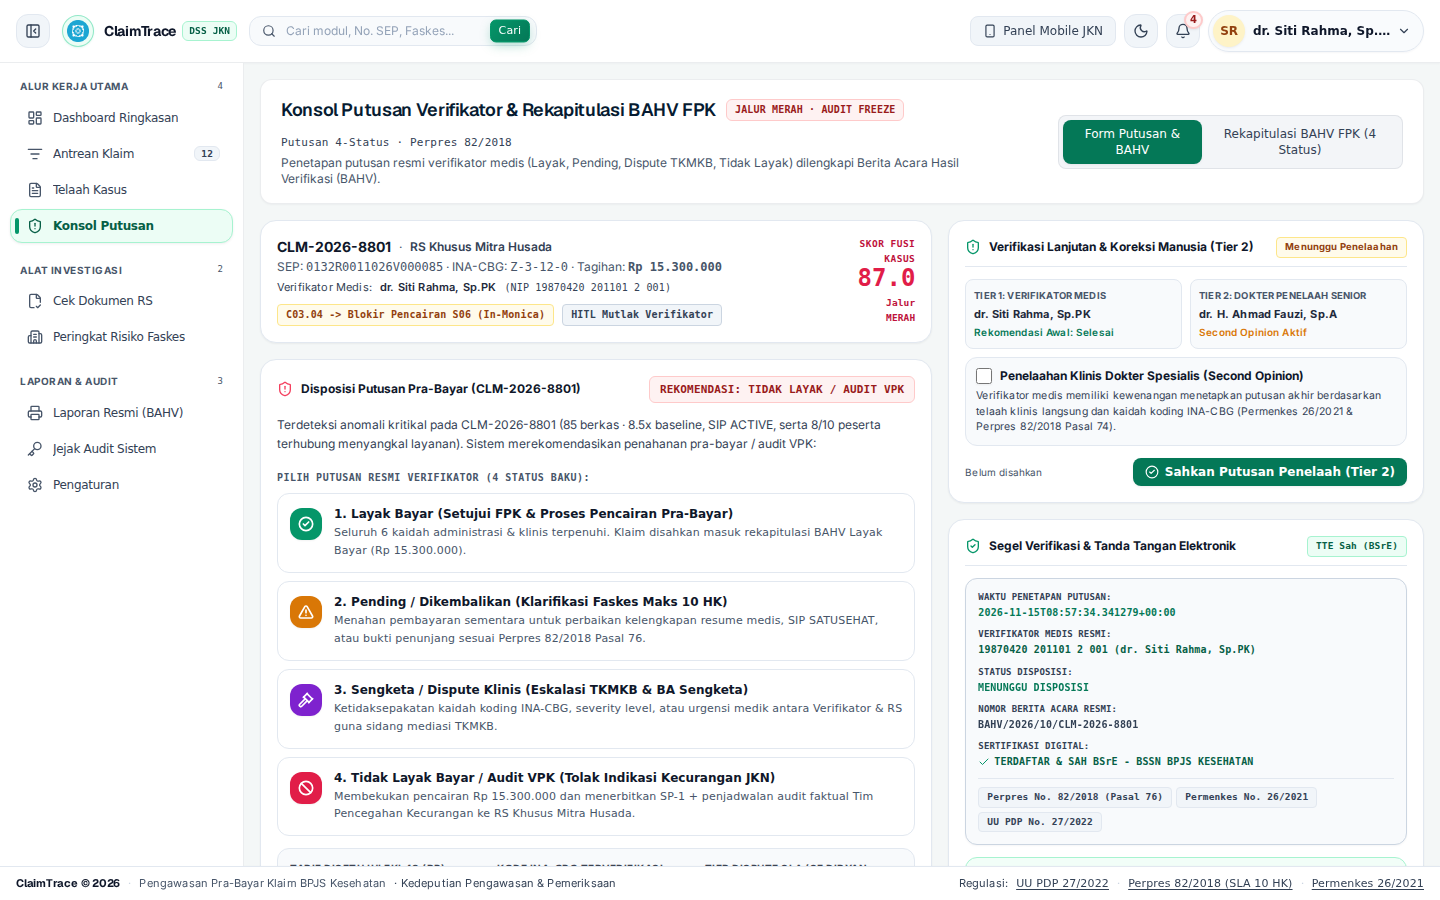 ClaimTrace DSS JKN
Cari modul, No. SEP, Faskes... Cari
Panel Mobile JKN
4
SR dr. Siti Rahma, Sp....
ALUR KERJA UTAMA 4
Dashboard Ringkasan
Antrean Klaim 12
Telaah Kasus
Konsol Putusan
ALAT INVESTIGASI 2
Cek Dokumen RS
Peringkat Risiko Faskes
LAPORAN & AUDIT 3
Laporan Resmi (BAHV)
Jejak Audit Sistem
Pengaturan
Konsol Putusan Verifikator & Rekapitulasi BAHV FPK JALUR MERAH · AUDIT FREEZE
Putusan 4-Status · Perpres 82/2018
Penetapan putusan resmi verifikator medis (Layak, Pending, Dispute TKMKB, Tidak Layak) dilengkapi Berita Acara Hasil
Verifikasi (BAHV).
Form Putusan &
BAHV
Rekapitulasi BAHV FPK (4
Status)
CLM-2026-8801 · RS Khusus Mitra Husada
SEP: 0132R0011026V000085 · INA-CBG: Z-3-12-0 · Tagihan: Rp 15.300.000
Verifikator Medis: dr. Siti Rahma, Sp.PK (NIP 19870420 201101 2 001)
C03.04 -> Blokir Pencairan S06 (In-Monica) HITL Mutlak Verifikator
SKOR FUSI
KASUS
87.0
Jalur
MERAH
Disposisi Putusan Pra-Bayar (CLM-2026-8801) REKOMENDASI: TIDAK LAYAK / AUDIT VPK
Terdeteksi anomali kritikal pada CLM-2026-8801 (85 berkas · 8.5x baseline, SIP ACTIVE, serta 8/10 peserta
terhubung menyangkal layanan). Sistem merekomendasikan penahanan pra-bayar / audit VPK:
PILIH PUTUSAN RESMI VERIFIKATOR (4 STATUS BAKU):
1. Layak Bayar (Setujui FPK & Proses Pencairan Pra-Bayar)
Seluruh 6 kaidah administrasi & klinis terpenuhi. Klaim disahkan masuk rekapitulasi BAHV Layak
Bayar (Rp 15.300.000).
2. Pending / Dikembalikan (Klarifikasi Faskes Maks 10 HK)
Menahan pembayaran sementara untuk perbaikan kelengkapan resume medis, SIP SATUSEHAT,
atau bukti penunjang sesuai Perpres 82/2018 Pasal 76.
3. Sengketa / Dispute Klinis (Eskalasi TKMKB & BA Sengketa)
Ketidaksepakatan kaidah koding INA-CBG, severity level, atau urgensi medik antara Verifikator & RS
guna sidang mediasi TKMKB.
4. Tidak Layak Bayar / Audit VPK (Tolak Indikasi Kecurangan JKN)
Membekukan pencairan Rp 15.300.000 dan menerbitkan SP-1 + penjadwalan audit faktual Tim
Pencegahan Kecurangan ke RS Khusus Mitra Husada.
Verifikasi Lanjutan & Koreksi Manusia (Tier 2) Menunggu Penelaahan
TIER 1: VERIFIKATOR MEDIS
dr. Siti Rahma, Sp.PK
Rekomendasi Awal: Selesai
TIER 2: DOKTER PENELAAH SENIOR
dr. H. Ahmad Fauzi, Sp.A
Second Opinion Aktif
Penelaahan Klinis Dokter Spesialis (Second Opinion)
Verifikator medis memiliki kewenangan menetapkan putusan akhir berdasarkan
telaah klinis langsung dan kaidah koding INA-CBG (Permenkes 26/2021 &
Perpres 82/2018 Pasal 74).
Belum disahkan Sahkan Putusan Penelaah (Tier 2)
Segel Verifikasi & Tanda Tangan Elektronik TTE Sah (BSrE)
WAKTU PENETAPAN PUTUSAN:
2026-11-15T08:57:34.341279+00:00
VERIFIKATOR MEDIS RESMI:
19870420 201101 2 001 (dr. Siti Rahma, Sp.PK)
STATUS DISPOSISI:
MENUNGGU DISPOSISI
NOMOR BERITA ACARA RESMI:
BAHV/2026/10/CLM-2026-8801
SERTIFIKASI DIGITAL:
TERDAFTAR & SAH BSrE - BSSN BPJS KESEHATAN
Perpres No. 82/2018 (Pasal 76) Permenkes No. 26/2021
UU PDP No. 27/2022
ClaimTrace © 2026 · Pengawasan Pra-Bayar Klaim BPJS Kesehatan · Kedeputian Pengawasan & Pemeriksaan
Regulasi: UU PDP 27/2022 · Perpres 82/2018 (SLA 10 HK) · Permenkes 26/2021